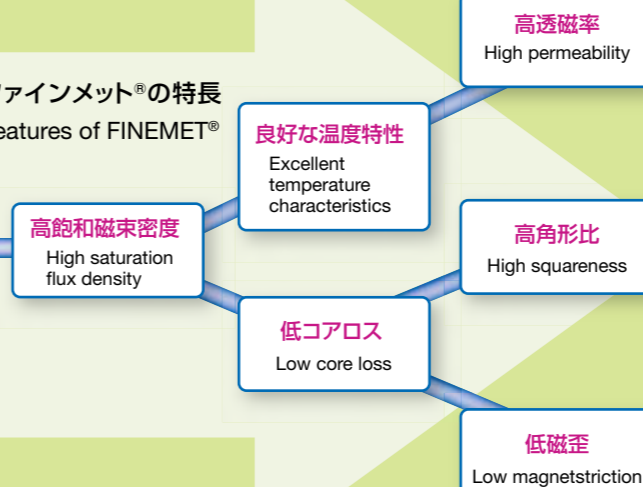 ァインメット®の特長
eatures of FINEMET®
高飽和磁束密度
High saturation
flux density
良好な温度特性
Excellent
temperature
characteristics
低コアロス
Low core loss
高透磁率
High permeability
高角形比
High squareness
低磁歪
Low magnetstriction